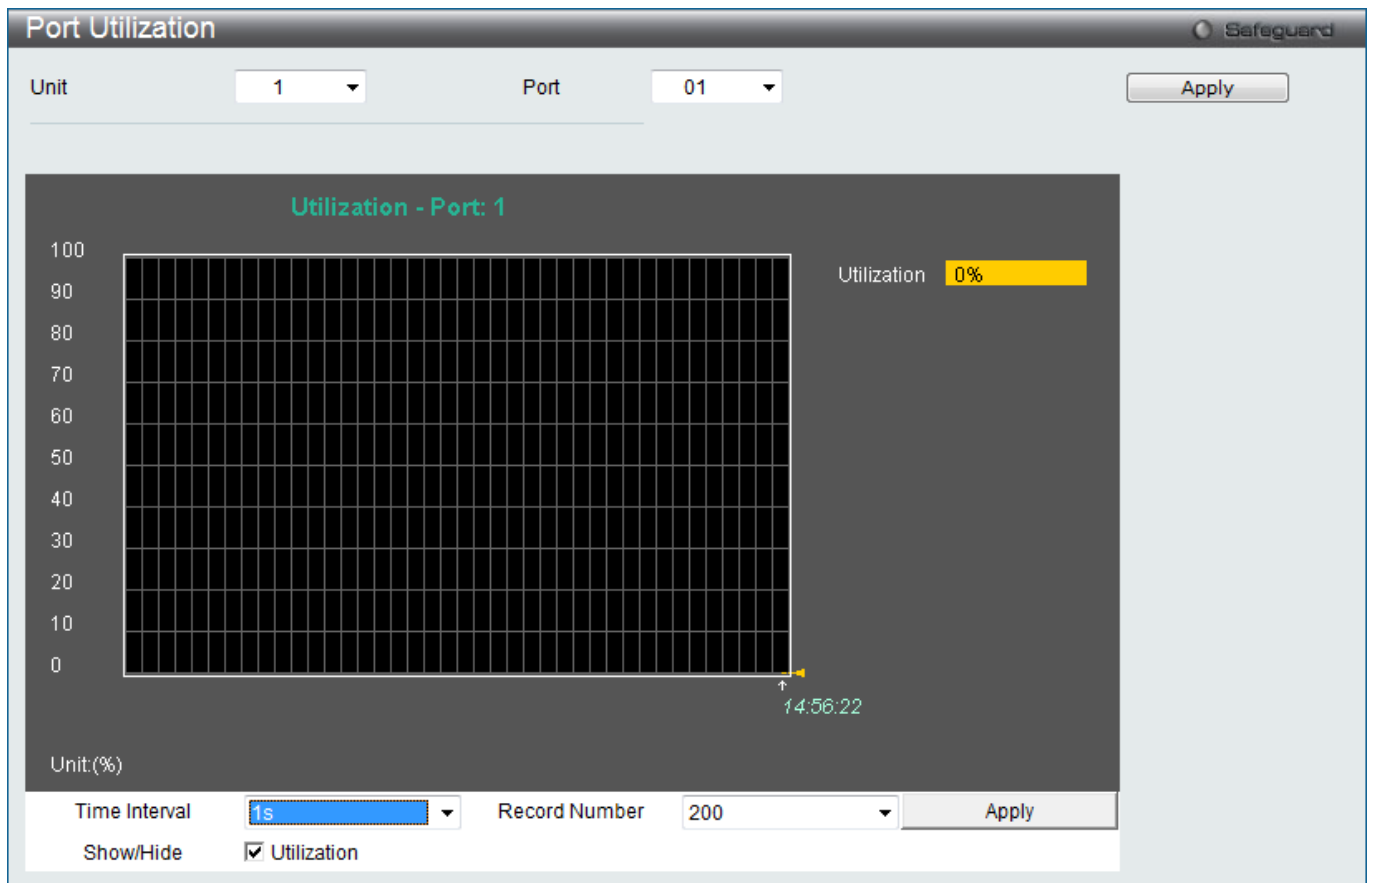 Port Utilization
Safeguard
Unit 1 Port 01 Apply
Utilization - Port: 1
100
90
80
70
60
50
40
30
20
10
0
Utilization 0%
14:56:22
Unit:(%)
Time Interval 1s Record Number 200 Apply
Show/Hide Utilization